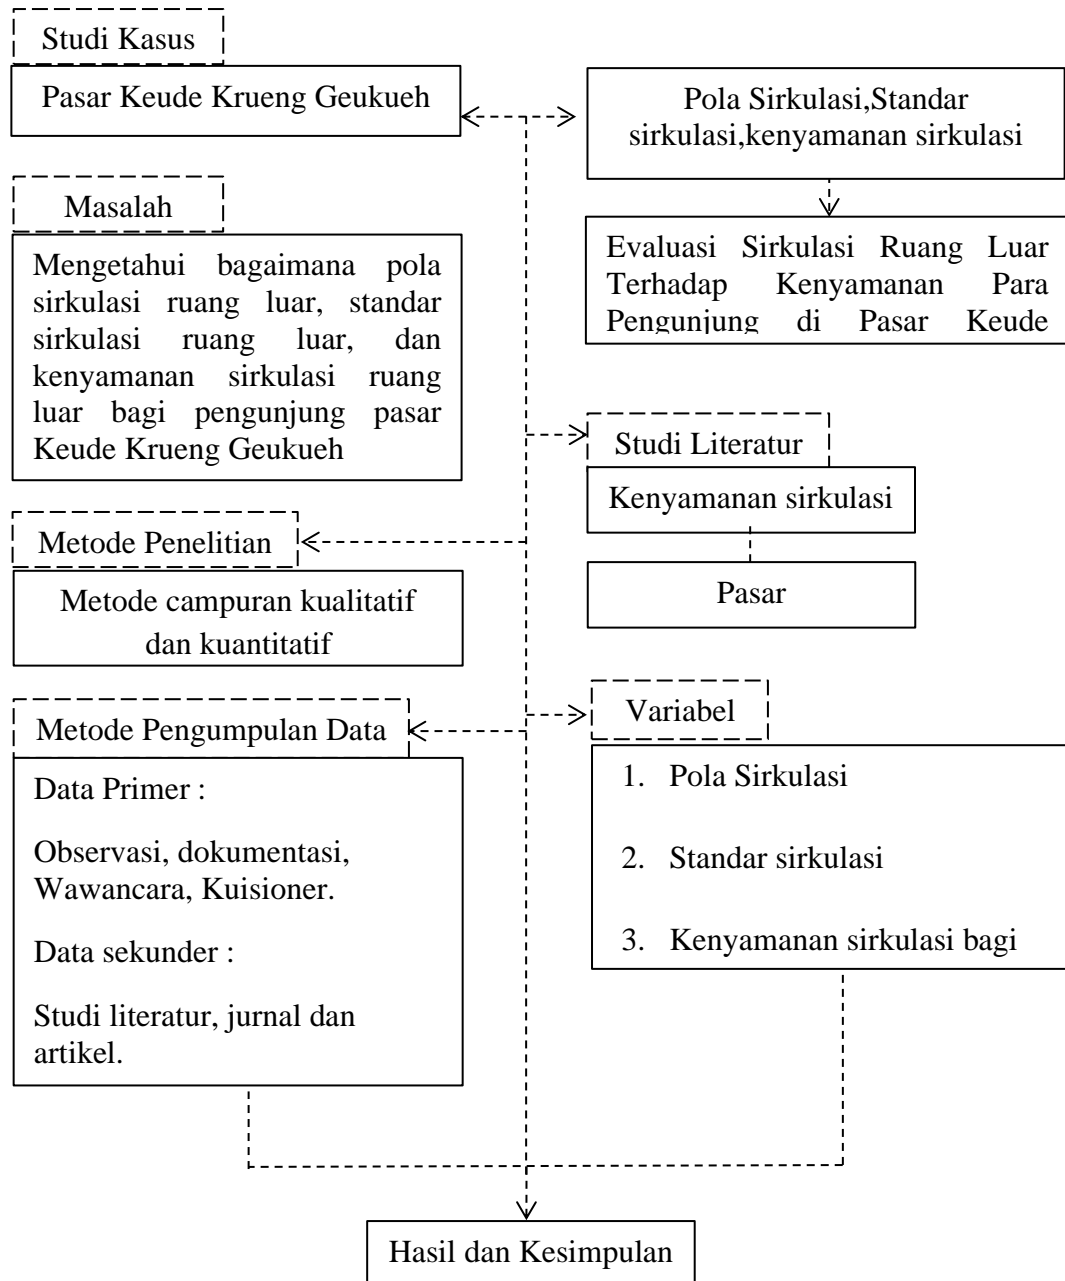 Studi Kasus
Pasar Keude Krueng Geukueh
Pola Sirkulasi,Standar
sirkulasi,kenyamanan sirkulasi
Masalah
Mengetahui bagaimana pola
sirkulasi ruang luar, standar
sirkulasi ruang luar, dan
kenyamanan sirkulasi ruang
luar bagi pengunjung pasar
Keude Krueng Geukueh
Evaluasi Sirkulasi Ruang Luar
Terhadap Kenyamanan Para
Pengunjung di Pasar Keude
Studi Literatur
Kenyamanan sirkulasi
Pasar
Metode Penelitian
Metode campuran kualitatif
dan kuantitatif
Metode Pengumpulan Data
Data Primer :
Observasi, dokumentasi,
Wawancara, Kuisioner.
Data sekunder :
Studi literatur, jurnal dan
artikel.
Variabel
1. Pola Sirkulasi
2. Standar sirkulasi
3. Kenyamanan sirkulasi bagi
Hasil dan Kesimpulan